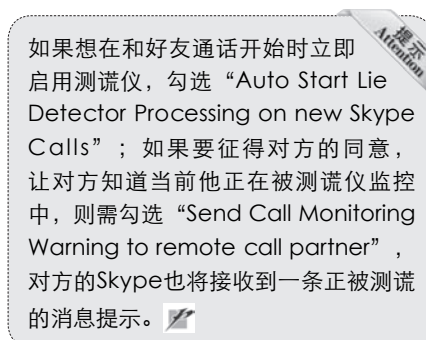 提示
Attention
如果想在和好友通话开始时立即
启用测谎仪，勾选“Auto Start Lie
Detector Processing on new Skype
Calls”；如果要征得对方的同意，
让对方知道当前他正在被测谎仪监控
中，则需勾选“Send Call Monitoring
Warning to remote call partner”，
对方的Skype也将接收到一条正被测谎
的消息提示。